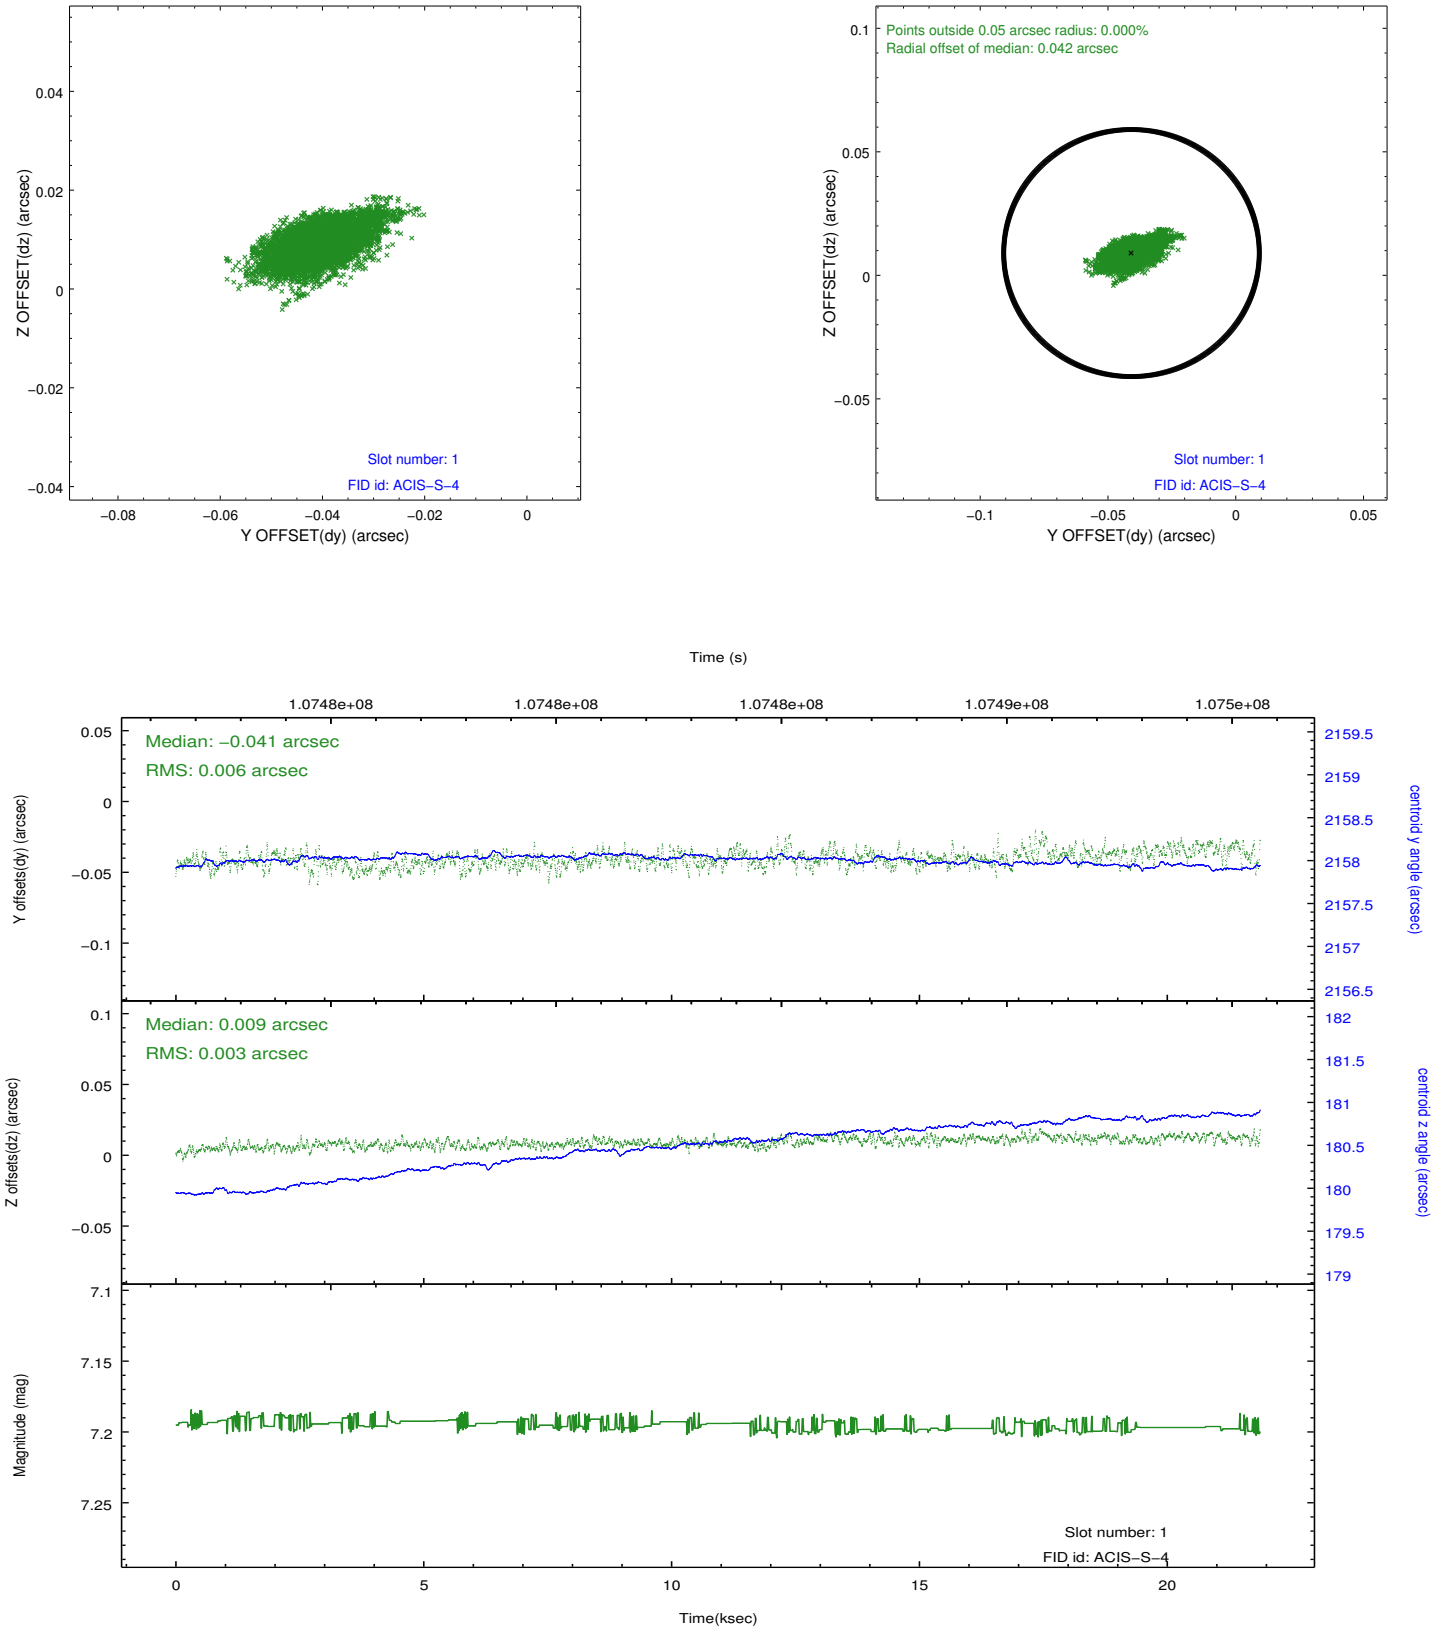 0.04
0.02
0
−0.02
−0.04
Z OFFSET(dz) (arcsec)
Slot number: 1
FID id: ACIS−S−4
−0.08 −0.06 −0.04 −0.02 0
Y OFFSET(dy) (arcsec)
Points outside 0.05 arcsec radius: 0.000%
Radial offset of median: 0.042 arcsec
0.1
0.05
0
−0.05
Z OFFSET(dz) (arcsec)
Slot number: 1
FID id: ACIS−S−4
−0.1 −0.05 0 0.05
Y OFFSET(dy) (arcsec)
Time (s)
1.0748e+08 1.0748e+08 1.0748e+08 1.0749e+08 1.075e+08
Median: −0.041 arcsec
RMS: 0.006 arcsec
0.05
0
−0.05
−0.1
Y offsets(dy) (arcsec)
2159.5
2159
2158.5
2158
2157.5
2157
2156.5
centroid y angle (arcsec)
Median: 0.009 arcsec
RMS: 0.003 arcsec
0.1
0.05
0
−0.05
Z offsets(dz) (arcsec)
182
181.5
181
180.5
180
179.5
179
centroid z angle (arcsec)
7.1
7.15
7.2
7.25
Magnitude (mag)
Slot number: 1
FID id: ACIS−S−4
0 5 10 15 20
Time(ksec)